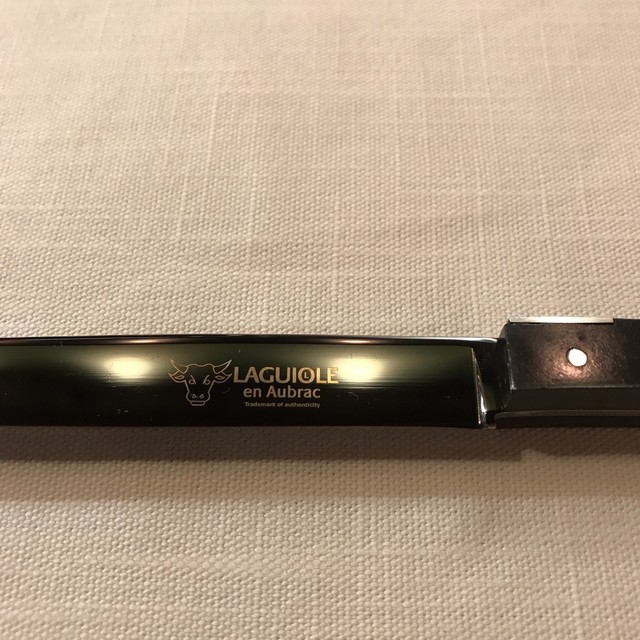 LAGUIOLE
en Aubrac
Trademark of authenticity